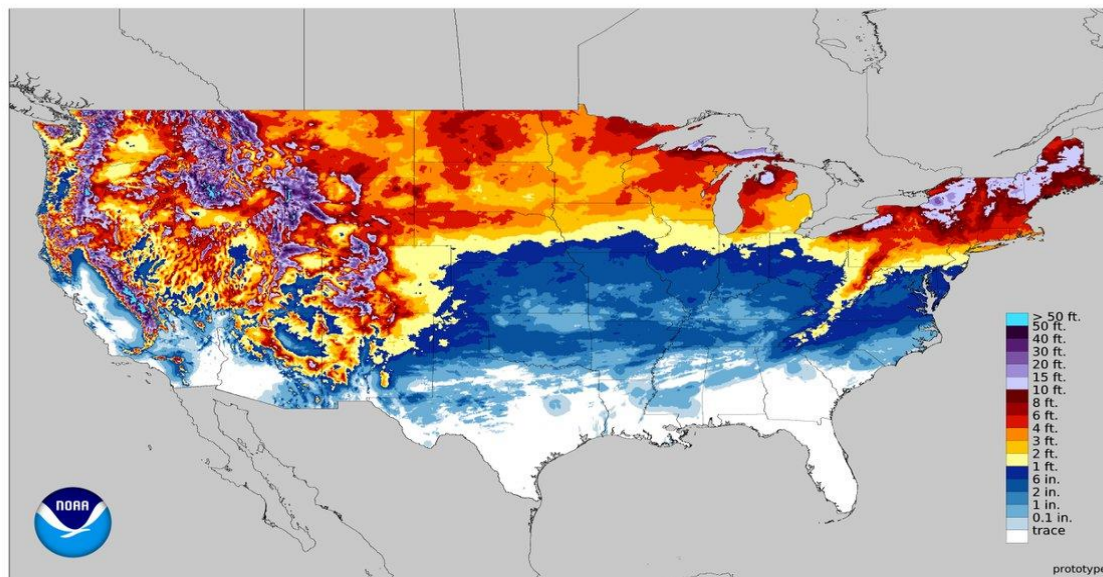 > 50 ft.
50 ft.
40 ft.
30 ft.
20 ft.
15 ft.
10 ft.
8 ft.
6 ft.
4 ft.
3 ft.
2 ft.
1 ft.
6 in.
2 in.
1 in.
0.1 in.
trace
NOAA
prototype